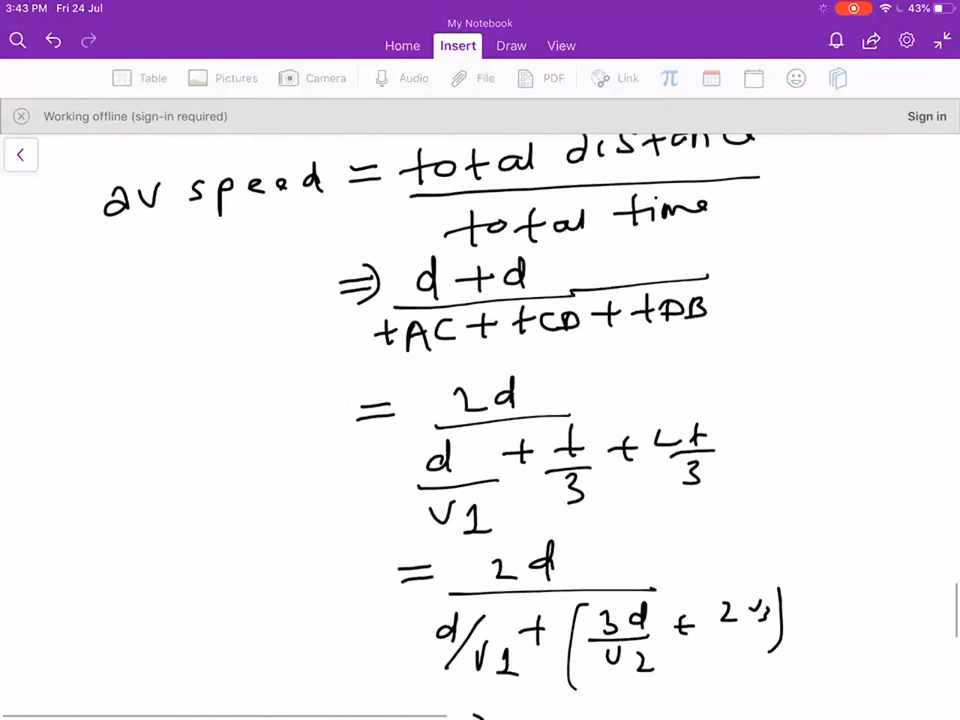 3:43 PM Fri 24 Jul 43%
My Notebook
Home Insert Draw View
Table Pictures Camera Audio File PDF Link π
Working offline (sign-in required) Sign in
av speed = total distance
total time
⇒ d + d
tAC + tCD + tDB
= 2d
d + t + 2t
v1 3 3
= 2d
d/v1 + (3d + 2v3)
v2